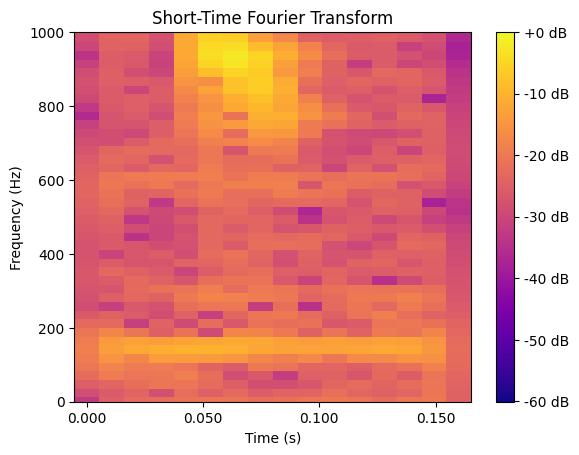 Short-Time Fourier Transform
1000
800
600
400
200
0
Frequency (Hz)
0.000
0.050
0.100
0.150
Time (s)
+0 dB
-10 dB
-20 dB
-30 dB
-40 dB
-50 dB
-60 dB